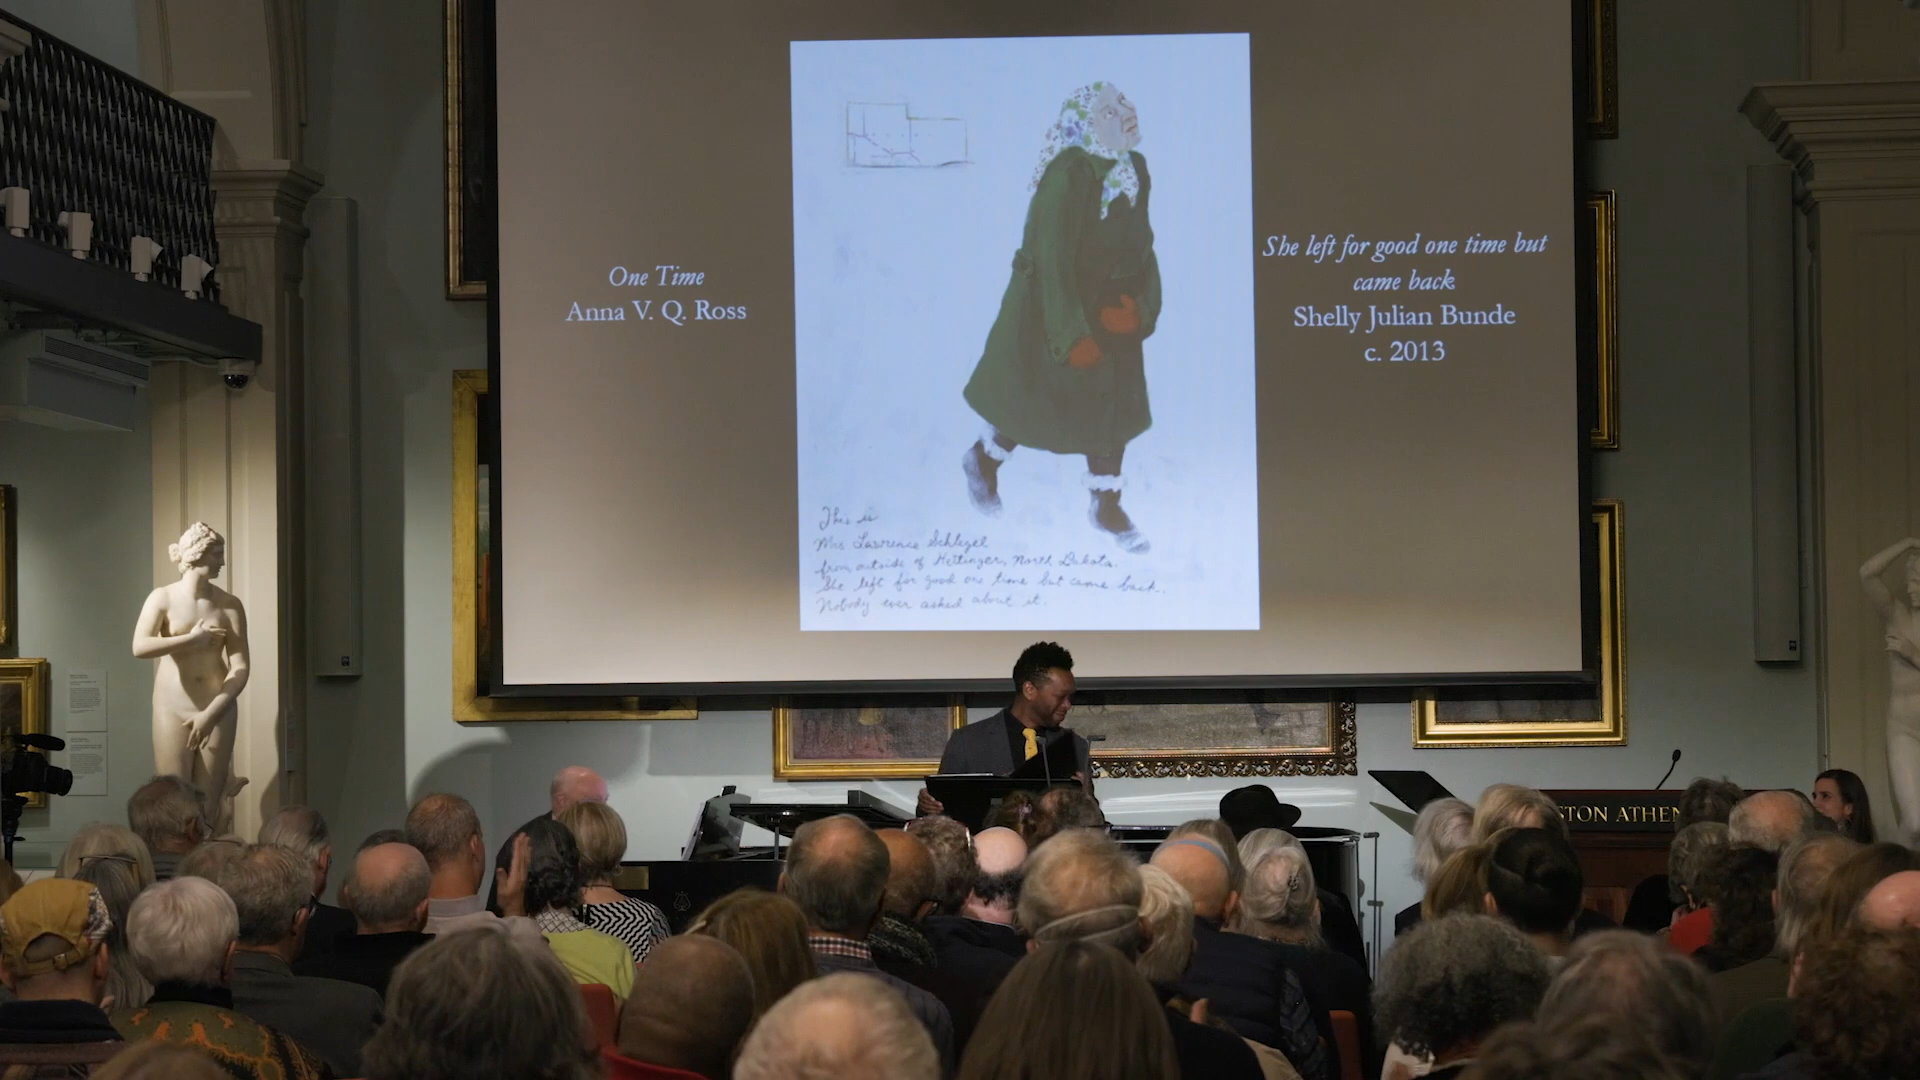 One Time
Anna V. Q. Ross
She left for good one time but
came back
Shelly Julian Bunde
c. 2013
This is
Mrs Lawrence Schlegel
from outside of Hettinger, North Dakota.
She left for good one time but came back.
Nobody ever asked about it.
STON ATHEN